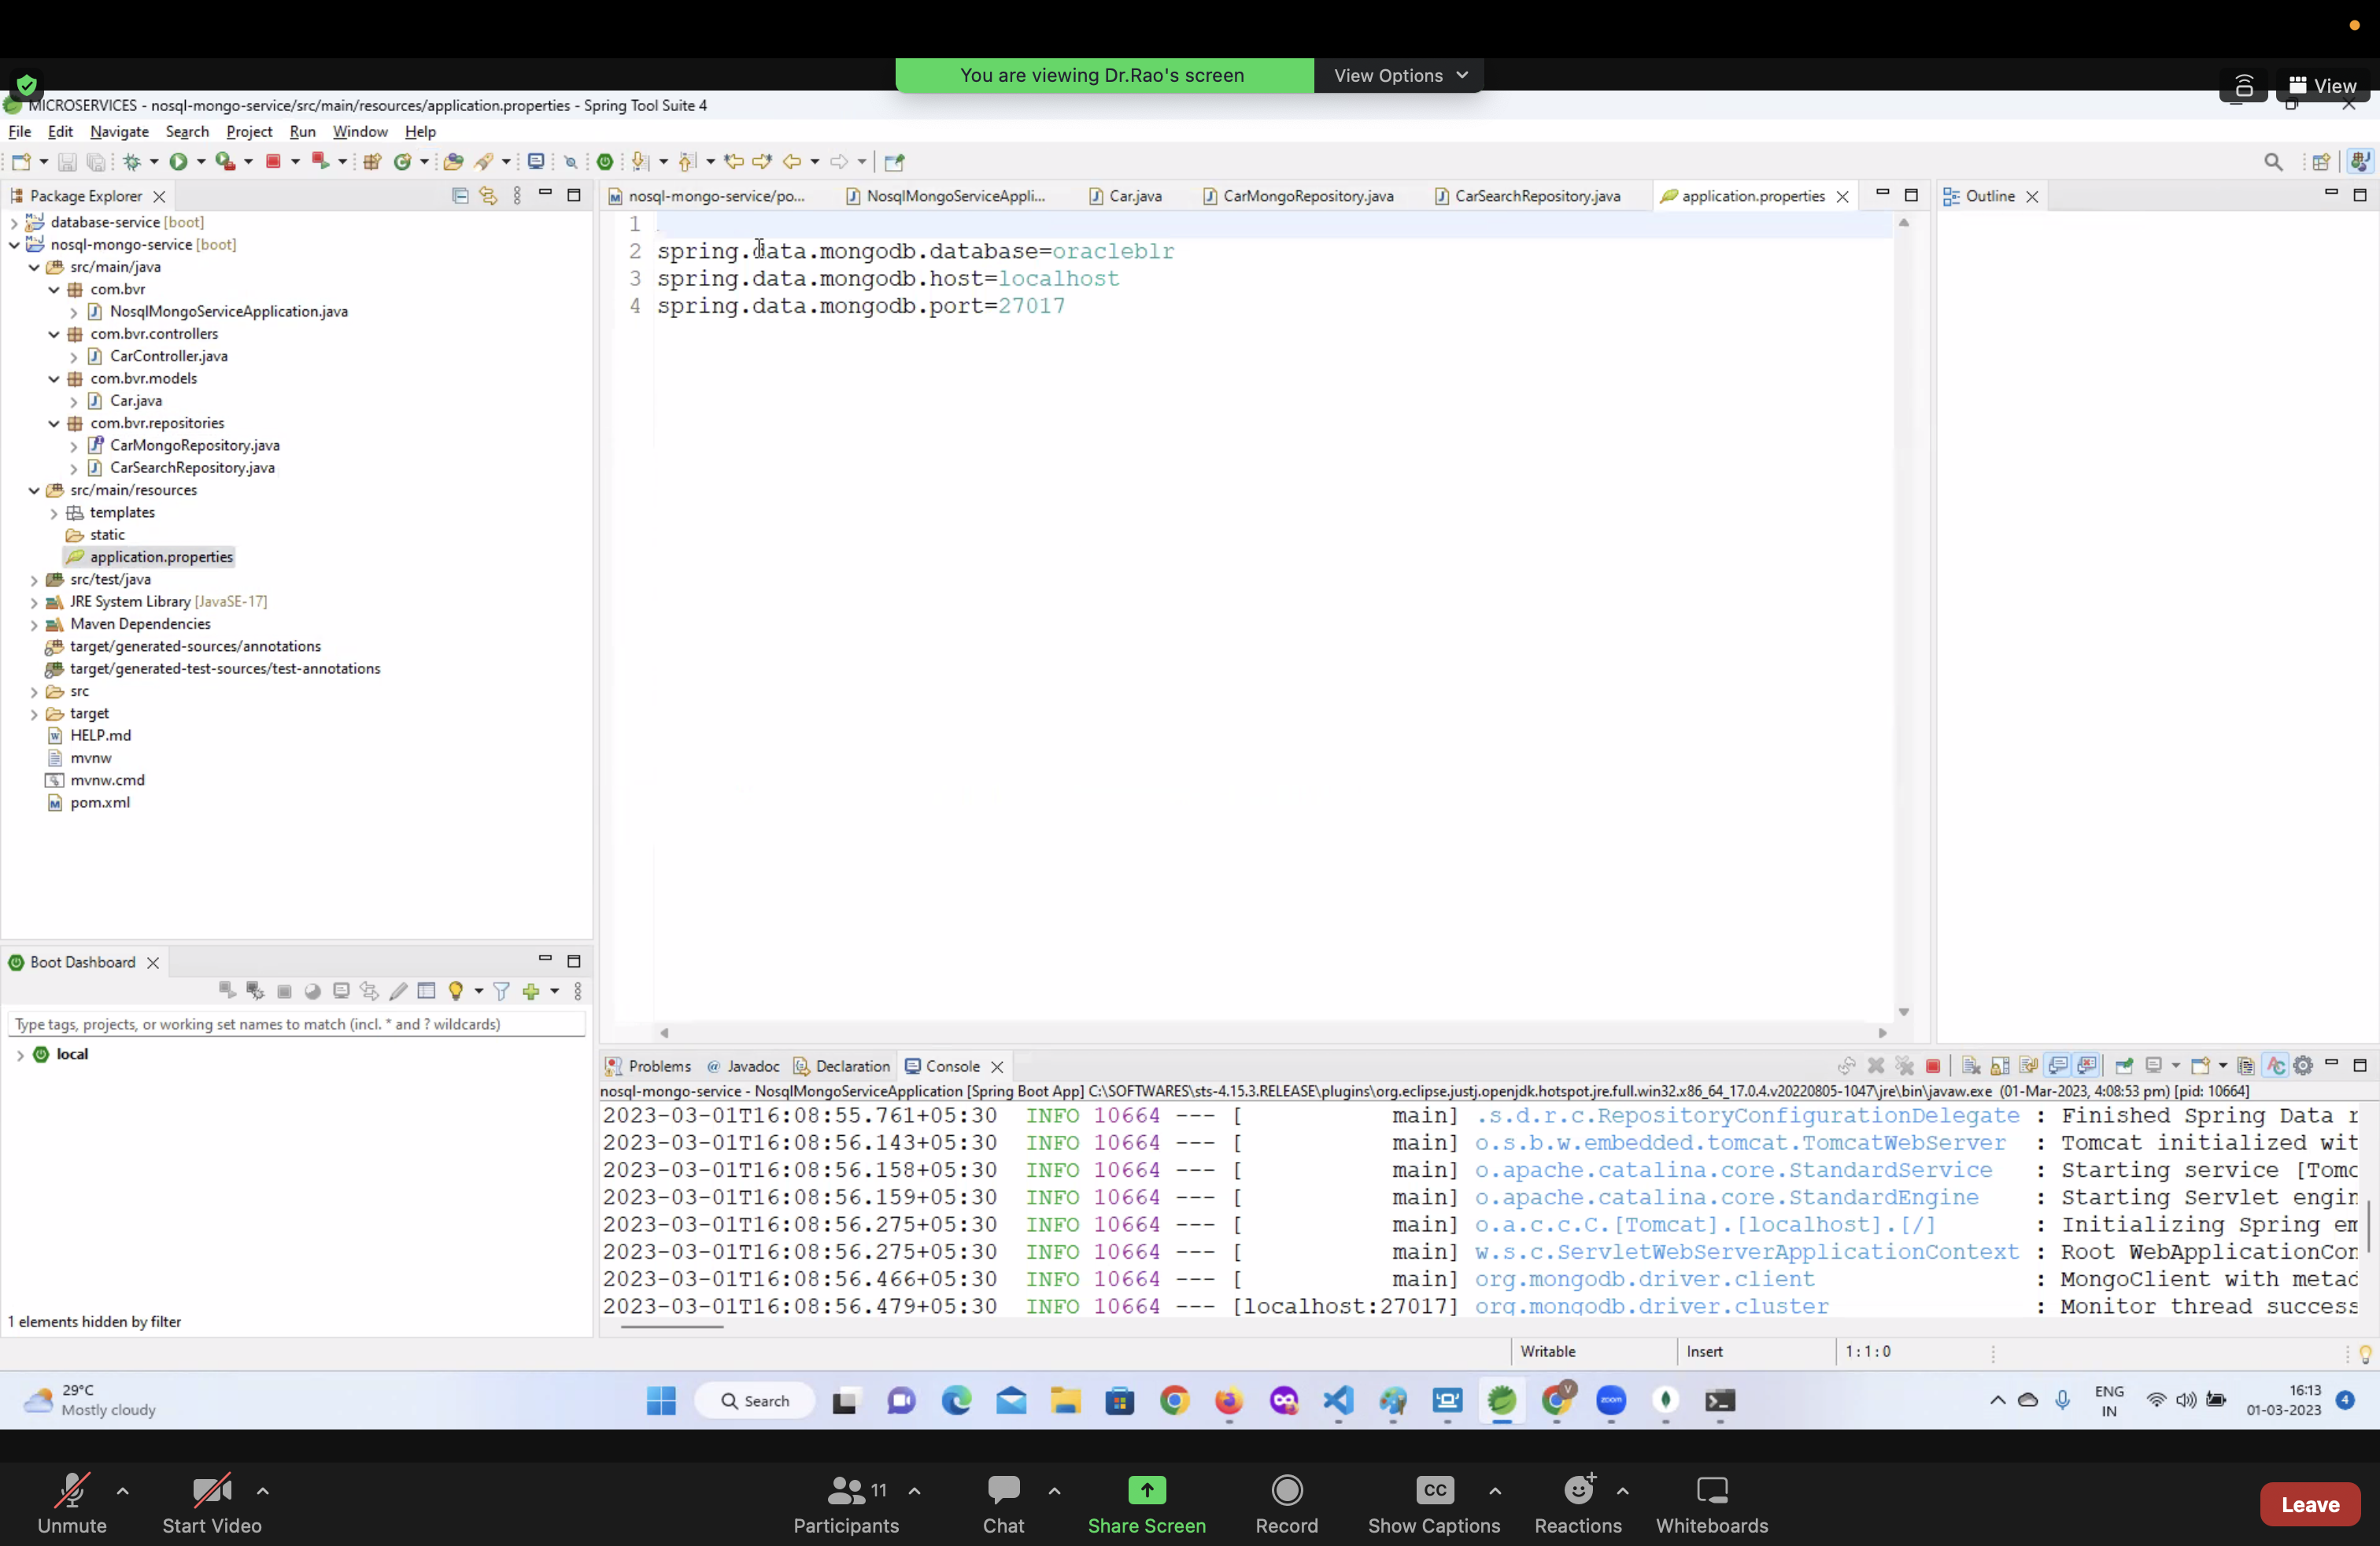 You are viewing Dr.Rao's screen View Options
View
MICROSERVICES - nosql-mongo-service/src/main/resources/application.properties - Spring Tool Suite 4
File Edit Navigate Search Project Run Window Help
Package Explorer
database-service [boot]
nosql-mongo-service [boot]
src/main/java
com.bvr
NosqlMongoServiceApplication.java
com.bvr.controllers
CarController.java
com.bvr.models
Car.java
com.bvr.repositories
CarMongoRepository.java
CarSearchRepository.java
src/main/resources
templates
static
application.properties
src/test/java
JRE System Library [JavaSE-17]
Maven Dependencies
target/generated-sources/annotations
target/generated-test-sources/test-annotations
src
target
HELP.md
mvnw
mvnw.cmd
pom.xml
nosql-mongo-service/po... NosqlMongoServiceAppli... Car.java CarMongoRepository.java CarSearchRepository.java application.properties
1
2 spring.data.mongodb.database=oracleblr
3 spring.data.mongodb.host=localhost
4 spring.data.mongodb.port=27017
Outline
Boot Dashboard
Type tags, projects, or working set names to match (incl. * and ? wildcards)
local
1 elements hidden by filter
Problems @ Javadoc Declaration Console
nosql-mongo-service - NosqlMongoServiceApplication [Spring Boot App] C:\SOFTWARES\sts-4.15.3.RELEASE\plugins\org.eclipse.justj.openjdk.hotspot.jre.full.win32.x86_64_17.0.4.v20220805-1047\jre\bin\javaw.exe (01-Mar-2023, 4:08:53 pm) [pid: 10664]
2023-03-01T16:08:55.761+05:30 INFO 10664 --- [ main] .s.d.r.c.RepositoryConfigurationDelegate : Finished Spring Data r
2023-03-01T16:08:56.143+05:30 INFO 10664 --- [ main] o.s.b.w.embedded.tomcat.TomcatWebServer : Tomcat initialized wit
2023-03-01T16:08:56.158+05:30 INFO 10664 --- [ main] o.apache.catalina.core.StandardService : Starting service [Tomc
2023-03-01T16:08:56.159+05:30 INFO 10664 --- [ main] o.apache.catalina.core.StandardEngine : Starting Servlet engin
2023-03-01T16:08:56.275+05:30 INFO 10664 --- [ main] o.a.c.c.C.[Tomcat].[localhost].[/] : Initializing Spring em
2023-03-01T16:08:56.275+05:30 INFO 10664 --- [ main] w.s.c.ServletWebServerApplicationContext : Root WebApplicationCon
2023-03-01T16:08:56.466+05:30 INFO 10664 --- [ main] org.mongodb.driver.client : MongoClient with metad
2023-03-01T16:08:56.479+05:30 INFO 10664 --- [localhost:27017] org.mongodb.driver.cluster : Monitor thread success
Writable Insert 1 : 1 : 0
29°C
Mostly cloudy
Search
zoom
ENG
IN
16:13
01-03-2023
4
Unmute Start Video 11 Participants Chat Share Screen Record CC Show Captions Reactions Whiteboards Leave